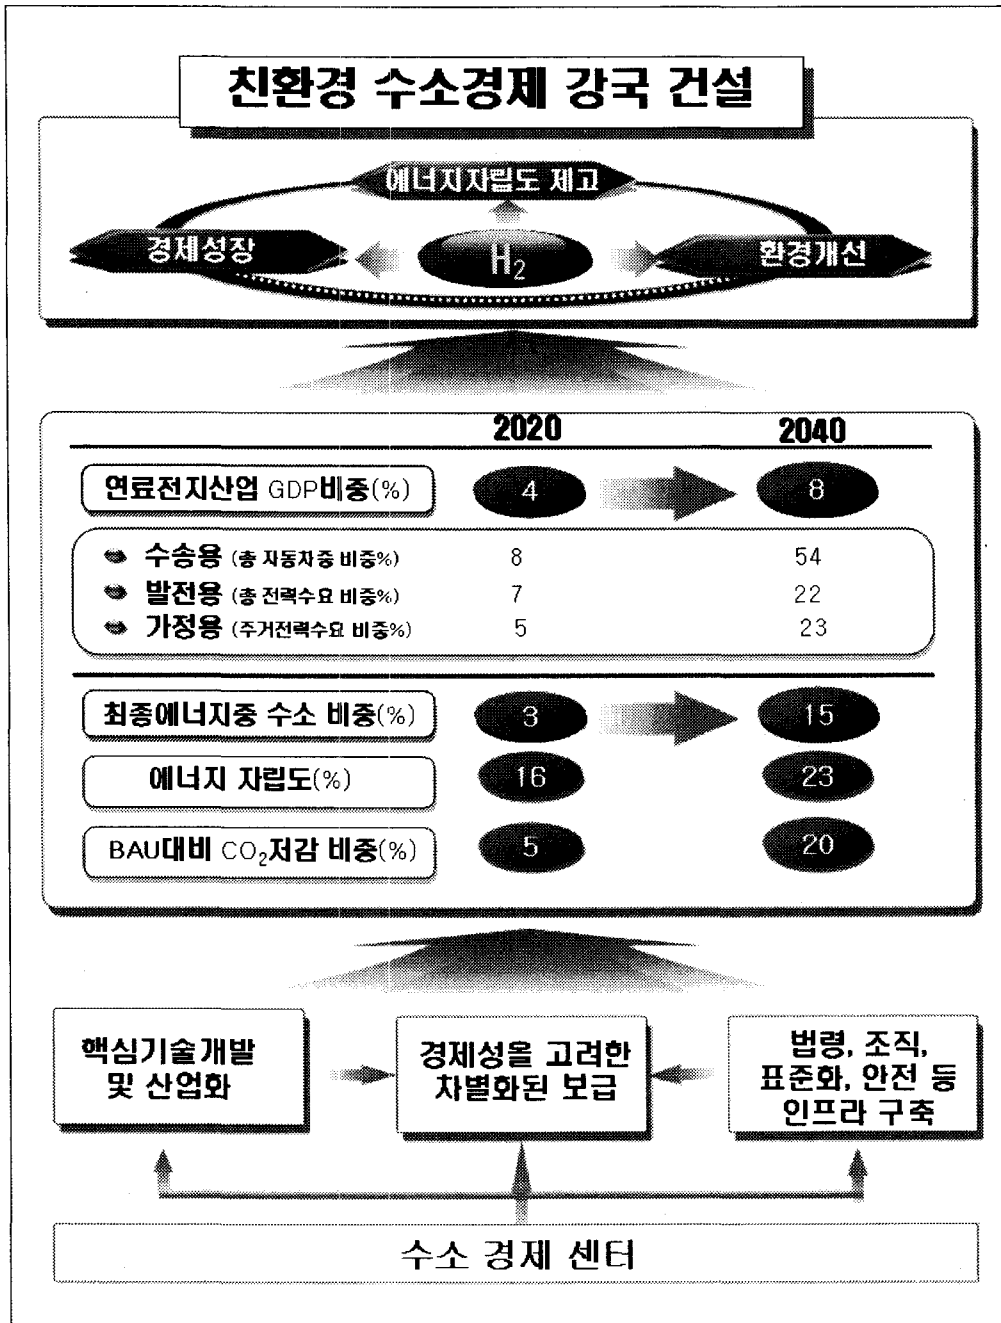 친환경 수소경제 강국 건설
에너지자립도 제고
경제성장
H₂
환경개선
2020 2040
연료전지산업 GDP비중(%) 4 8
수송용 (총 자동차중 비중%) 8 54
발전용 (총 전력수요 비중%) 7 22
가정용 (주거전력수요 비중%) 5 23
최종에너지중 수소 비중(%) 3 15
에너지 자립도(%) 16 23
BAU대비 CO₂저감 비중(%) 5 20
핵심기술개발
및 산업화
경제성을 고려한
차별화된 보급
법령, 조직,
표준화, 안전 등
인프라 구축
수소 경제 센터